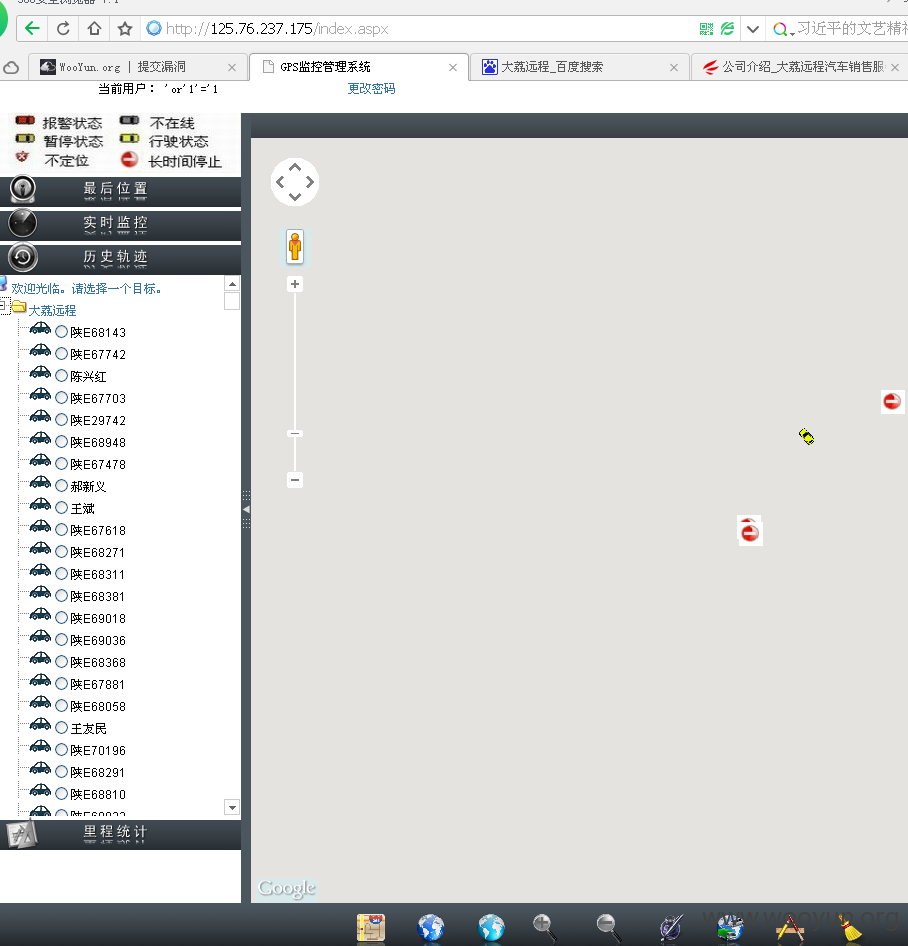 http://125.76.237.175/index.aspx
习近平的文艺精神
WooYun.org | 提交漏洞
GPS监控管理系统
大荔远程_百度搜索
公司介绍_大荔远程汽车销售服
当前用户： 'or'1'='1
更改密码
报警状态 不在线
暂停状态 行驶状态
不定位 长时间停止
最后位置
实时监控
历史轨迹
欢迎光临。请选择一个目标。
大荔远程
陕E68143
陕E67742
陈兴红
陕E67703
陕E29742
陕E68948
陕E67478
郝新义
王斌
陕E67618
陕E68271
陕E68311
陕E68381
陕E69018
陕E69036
陕E68368
陕E67881
陕E68058
王友民
陕E70196
陕E68291
陕E68810
里程统计
Google
www.wooyun.org